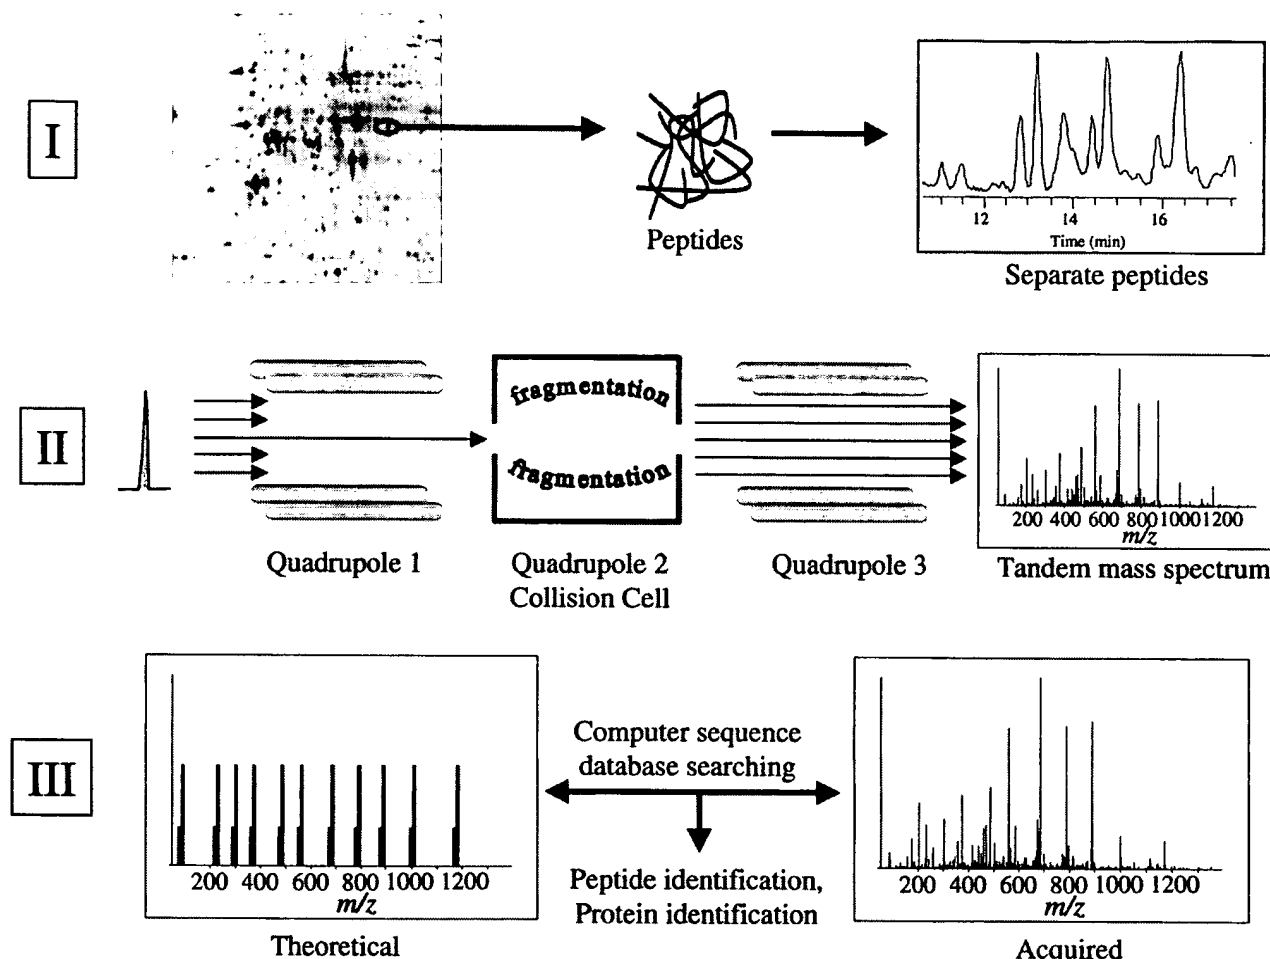 I
Peptides
12 14 16
Time (min)
Separate peptides
II
fragmentation
fragmentation
Quadrupole 1
Quadrupole 2
Collision Cell
Quadrupole 3
200 400 600 800 1000 1200
m/z
Tandem mass spectrum
III
200 400 600 800 1000 1200
m/z
Theoretical
Computer sequence
database searching
Peptide identification,
Protein identification
200 400 600 800 1000 1200
m/z
Acquired